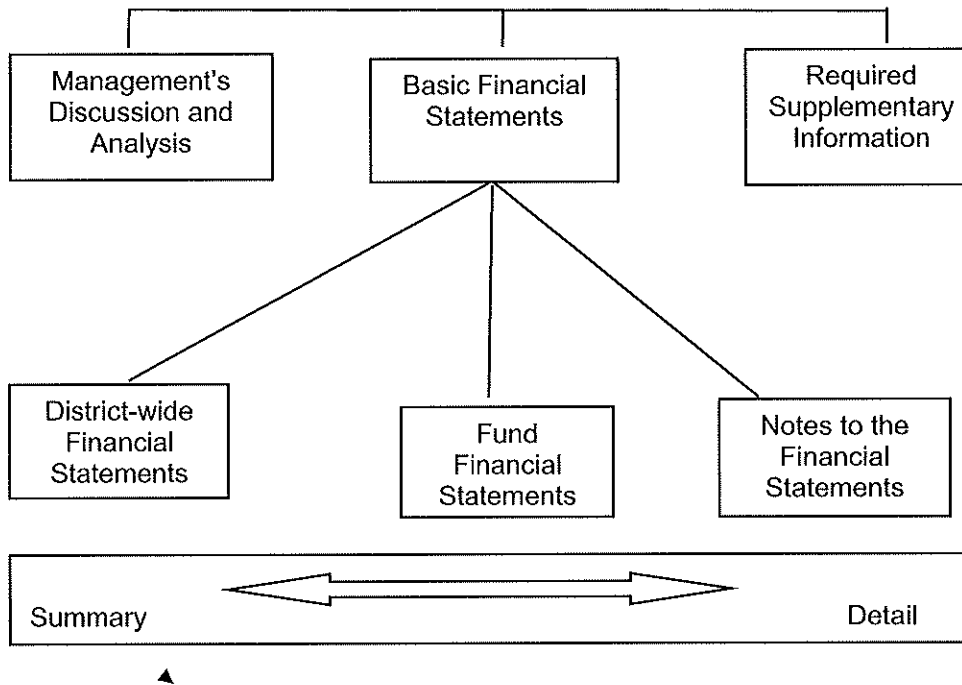 Management's
Discussion and
Analysis
Basic Financial
Statements
Required
Supplementary
Information
District-wide
Financial
Statements
Fund
Financial
Statements
Notes to the
Financial
Statements
Summary
Detail